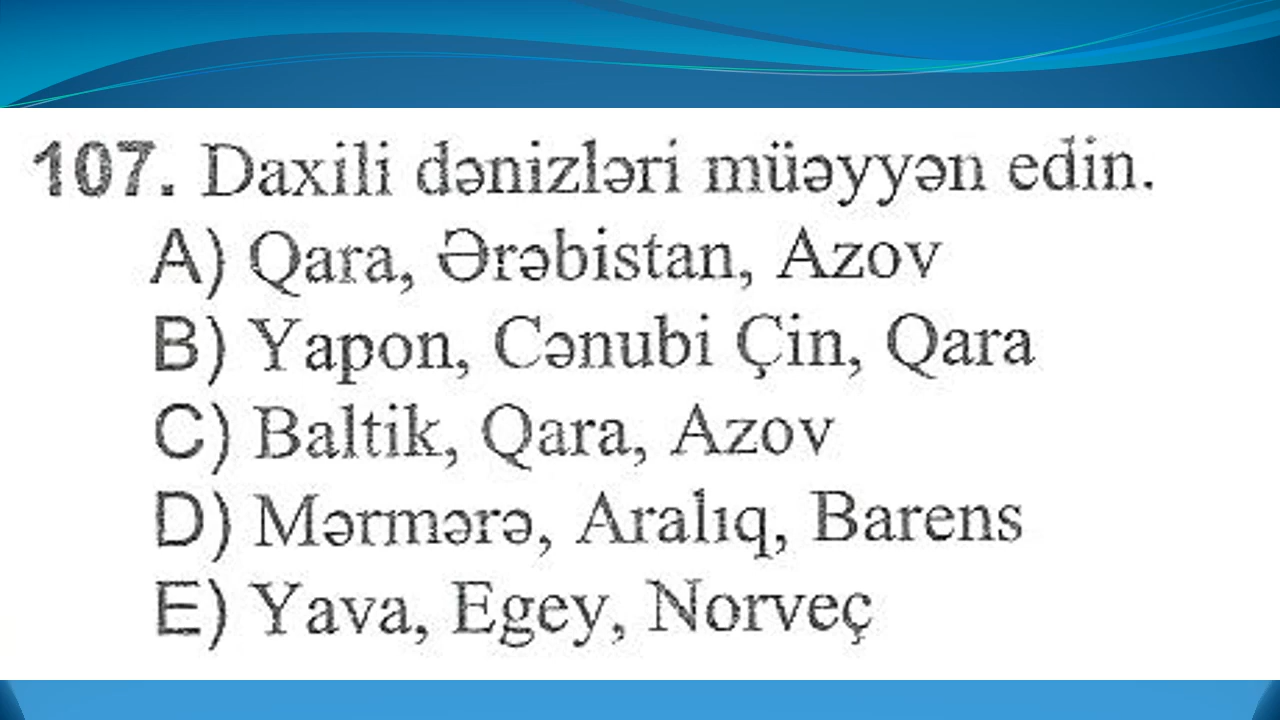 107. Daxili dənizləri müəyyən edin.
A) Qara, Ərəbistan, Azov
B) Yapon, Cənubi Çin, Qara
C) Baltik, Qara, Azov
D) Mərmərə, Aralıq, Barens
E) Yava, Egey, Norveç